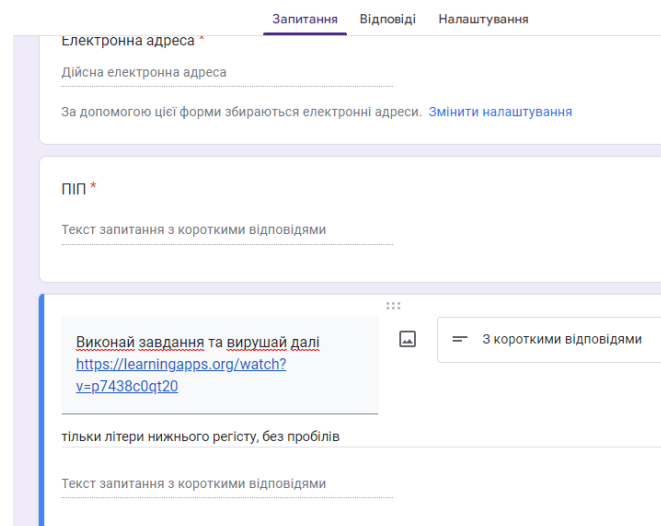 Запитання Відповіді Налаштування
Електронна адреса *
Дійсна електронна адреса
За допомогою цієї форми збираються електронні адреси. Змінити налаштування
ПІП *
Текст запитання з короткими відповідями
Виконай завдання та вирушай далі
https://learningapps.org/watch?
v=p7438c0qt20
З короткими відповідями
тільки літери нижнього регісту, без пробілів
Текст запитання з короткими відповідями